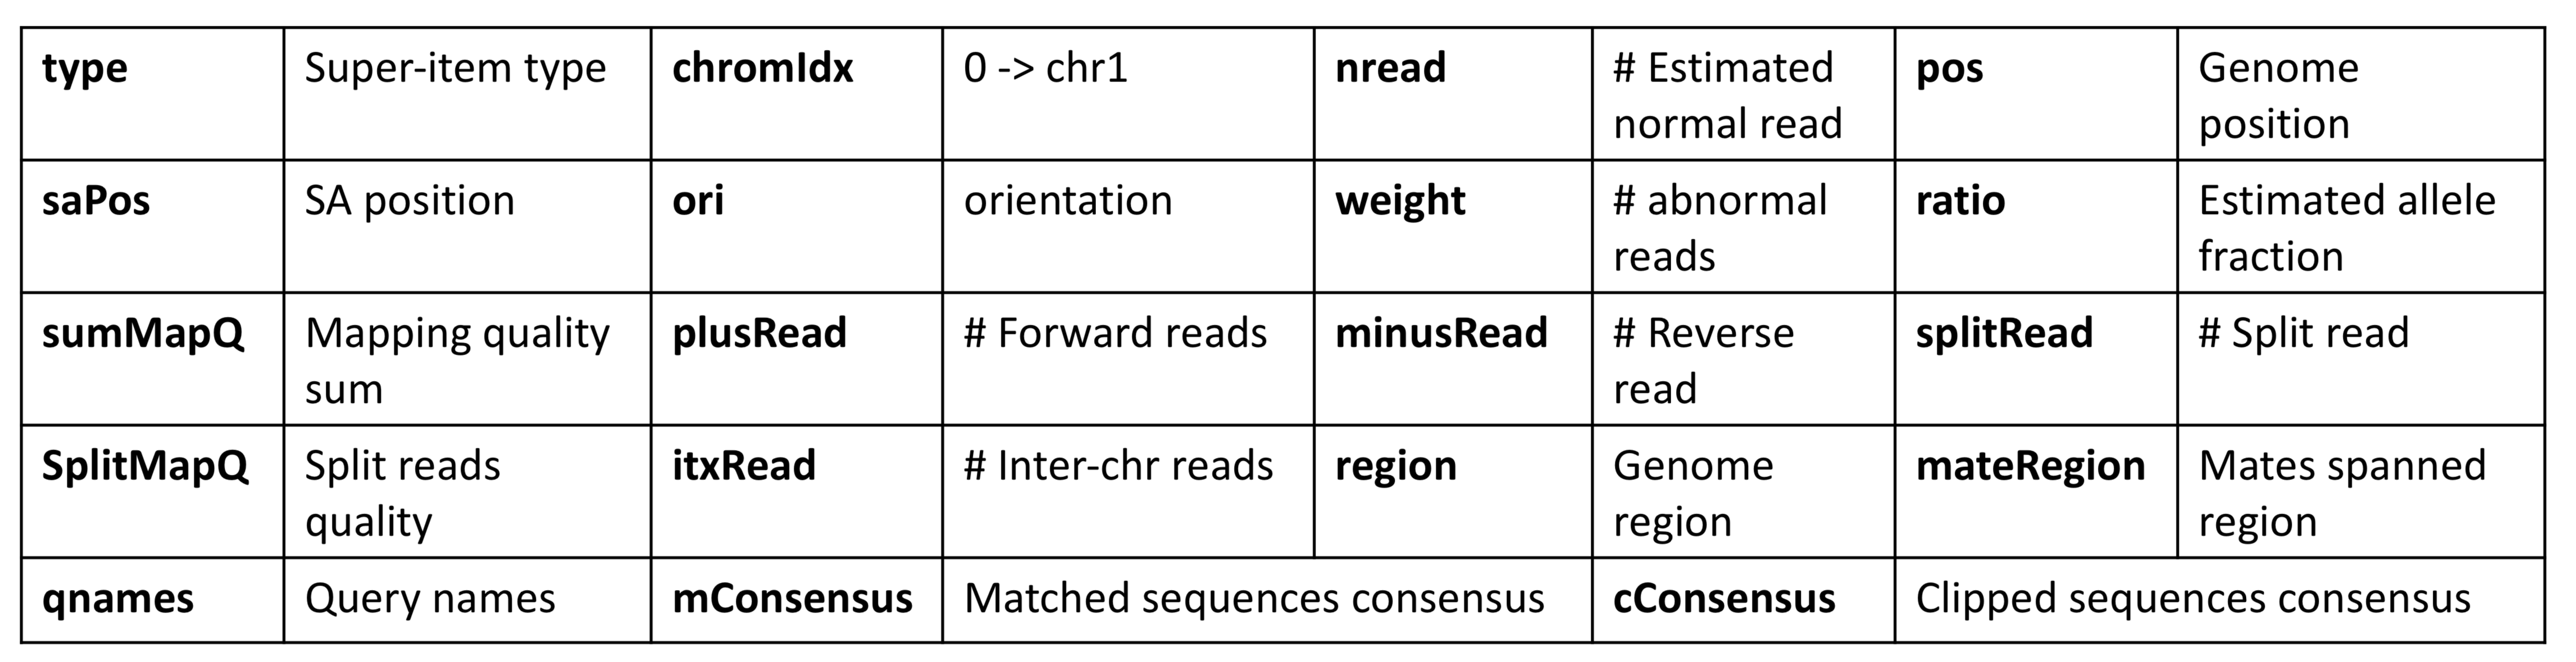 type Super-item type chromIdx 0 -> chr1 nread # Estimated normal read pos Genome position
saPos SA position ori orientation weight # abnormal reads ratio Estimated allele fraction
sumMapQ Mapping quality sum plusRead # Forward reads minusRead # Reverse read splitRead # Split read
SplitMapQ Split reads quality itxRead # Inter-chr reads region Genome region mateRegion Mates spanned region
qnames Query names mConsensus Matched sequences consensus cConsensus Clipped sequences consensus